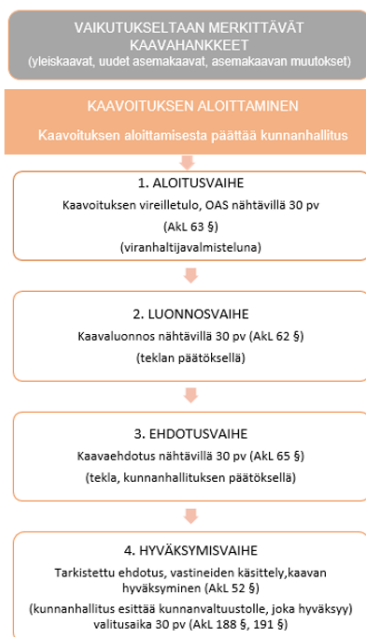 VAIKUTUKSELTAAN MERKITTÄVÄT
KAAVAHANKKEET
(yleiskaavat, uudet asemakaavat, asemakaavan muutokset)
KAAVOITUKSEN ALOITTAMINEN
Kaavoituksen aloittamisesta päättää kunnanhallitus
1. ALOITUSVAIHE
Kaavoituksen vireilletulo, OAS nähtävillä 30 pv
(AkL 63 §)
(viranhaltijavalmisteluna)
2. LUONNOSVAIHE
Kaavaluonnos nähtävillä 30 pv (AkL 62 §)
(teklan päätöksellä)
3. EHDOTUSVAIHE
Kaavaehdotus nähtävillä 30 pv (AkL 65 §)
(tekla, kunnanhallituksen päätöksellä)
4. HYVÄKSYMISVAIHE
Tarkistettu ehdotus, vastineiden käsittely,kaavan
hyväksyminen (AkL 52 §)
(kunnanhallitus esittää kunnanvaltuustolle, joka hyväksyy)
valitusaika 30 pv (AkL 188 §, 191 §)